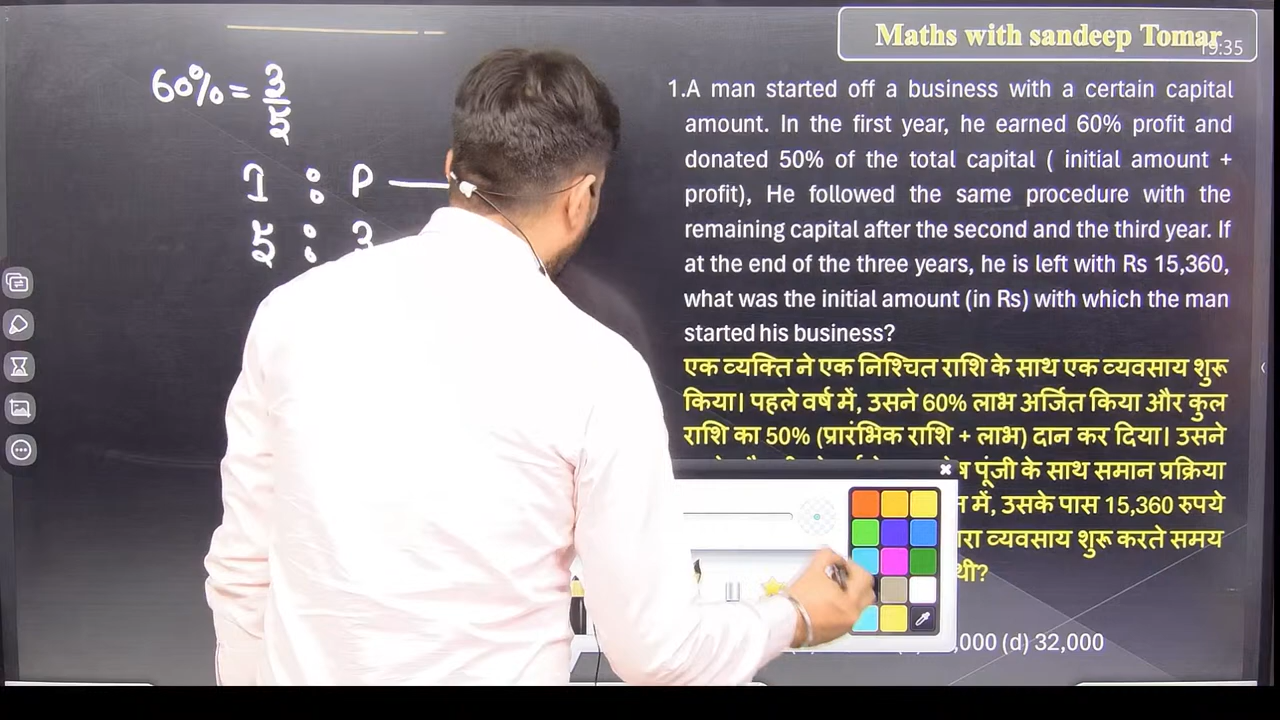 Maths with sandeep Tomar
19:35
60% = 3/5
I : P
5 : 3
1.A man started off a business with a certain capital
amount. In the first year, he earned 60% profit and
donated 50% of the total capital ( initial amount +
profit), He followed the same procedure with the
remaining capital after the second and the third year. If
at the end of the three years, he is left with Rs 15,360,
what was the initial amount (in Rs) with which the man
started his business?
एक व्यक्ति ने एक निश्चित राशि के साथ एक व्यवसाय शुरू
किया। पहले वर्ष में, उसने 60% लाभ अर्जित किया और कुल
राशि का 50% (प्रारंभिक राशि + लाभ) दान कर दिया। उसने
पूंजी के साथ समान प्रक्रिया
में, उसके पास 15,360 रुपये
व्यवसाय शुरू करते समय
थी?
,000 (d) 32,000